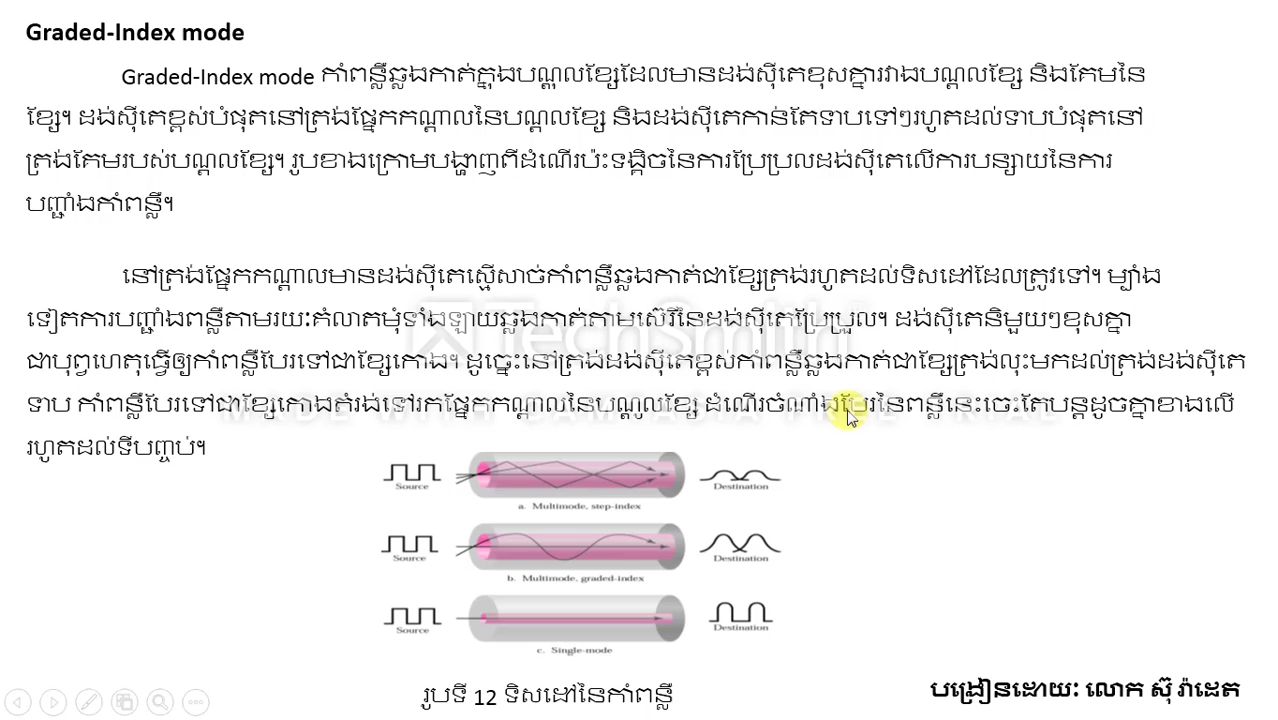 Graded-Index mode
Graded-Index mode កាំពន្លឺឆ្លងកាត់ក្នុងបណ្តូលខ្សែដែលមានដង់ស៊ីតេខុសគ្នារវាងបណ្តូលខ្សែ និងគែមនៃ
ខ្សែ។ ដង់ស៊ីតេខ្ពស់បំផុតនៅត្រង់ផ្នែកកណ្តាលនៃបណ្តូលខ្សែ និងដង់ស៊ីតេកាន់តែទាបទៅៗរហូតដល់ទាបបំផុតនៅ
ត្រង់គែមរបស់បណ្តូលខ្សែ។ រូបខាងក្រោមបង្ហាញពីដំណើរប៉ះទង្គិចនៃការប្រែប្រួលដង់ស៊ីតេលើការបន្សាយនៃការ
បញ្ជាំងកាំពន្លឺ។
នៅត្រង់ផ្នែកកណ្តាលមានដង់ស៊ីតេស្មើសាច់កាំពន្លឺឆ្លងកាត់ជាខ្សែត្រង់រហូតដល់ទិសដៅដែលត្រូវទៅ។ ម្យ៉ាង
ទៀតការបញ្ជាំងពន្លឺតាមរយៈគំលាតមុំទាំងឡាយឆ្លងកាត់តាមស៊េរីនៃដង់ស៊ីតេប្រែប្រួល។ ដង់ស៊ីតេនិមួយៗខុសគ្នា
ជាបុព្វហេតុធ្វើឲ្យកាំពន្លឺបែរទៅជាខ្សែកោង។ ដូច្នេះនៅត្រង់ដង់ស៊ីតេខ្ពស់កាំពន្លឺឆ្លងកាត់ជាខ្សែត្រង់លុះមកដល់ត្រង់ដង់ស៊ីតេ
ទាប កាំពន្លឺបែរទៅជាខ្សែកោងតំរង់ទៅរកផ្នែកកណ្តាលនៃបណ្តូលខ្សែ ដំណើរចំណាំងបែរនៃពន្លឺនេះចេះតែបន្តដូចគ្នាខាងលើ
រហូតដល់ទីបញ្ចប់។
TechSmith
MADE WITH CAMTASIA FREE TRIAL
Source
Destination
a. Multimode, step-index
Source
Destination
b. Multimode, graded-index
Source
Destination
c. Single-mode
រូបទី 12 ទិសដៅនៃកាំពន្លឺ
បង្រៀនដោយ: លោក ស៊ុ រ៉ាដេត